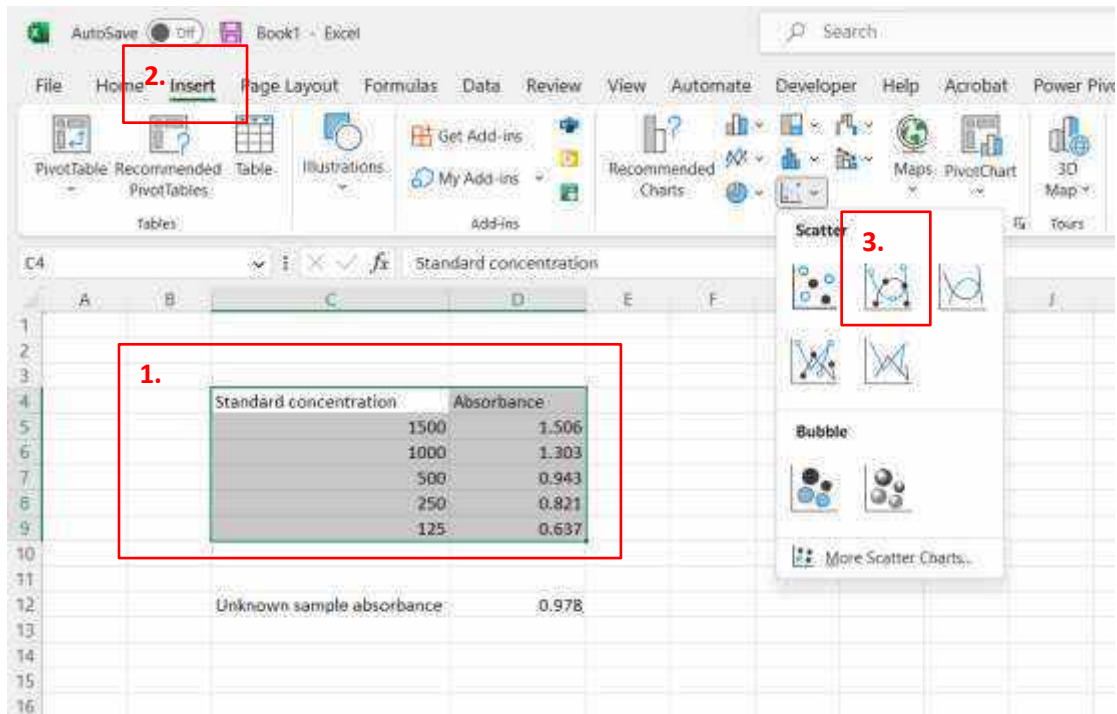 AutoSave Off Book1 - Excel Search
File Home 2. Insert Page Layout Formulas Data Review View Automate Developer Help Acrobat Power Pivo
PivotTable Recommended PivotTables Table Illustrations Get Add-ins My Add-ins Recommended Charts Maps PivotChart 3D Map
Tables Add-ins Tours
C4 fx Standard concentration
Scatter 3.
A B C D E F J
1
2
3 1.
4 Standard concentration Absorbance
5 1500 1.506
6 1000 1.303
7 500 0.943
8 250 0.821
9 125 0.637
Bubble
10 More Scatter Charts...
11
12 Unknown sample absorbance 0.978
13
14
15
16